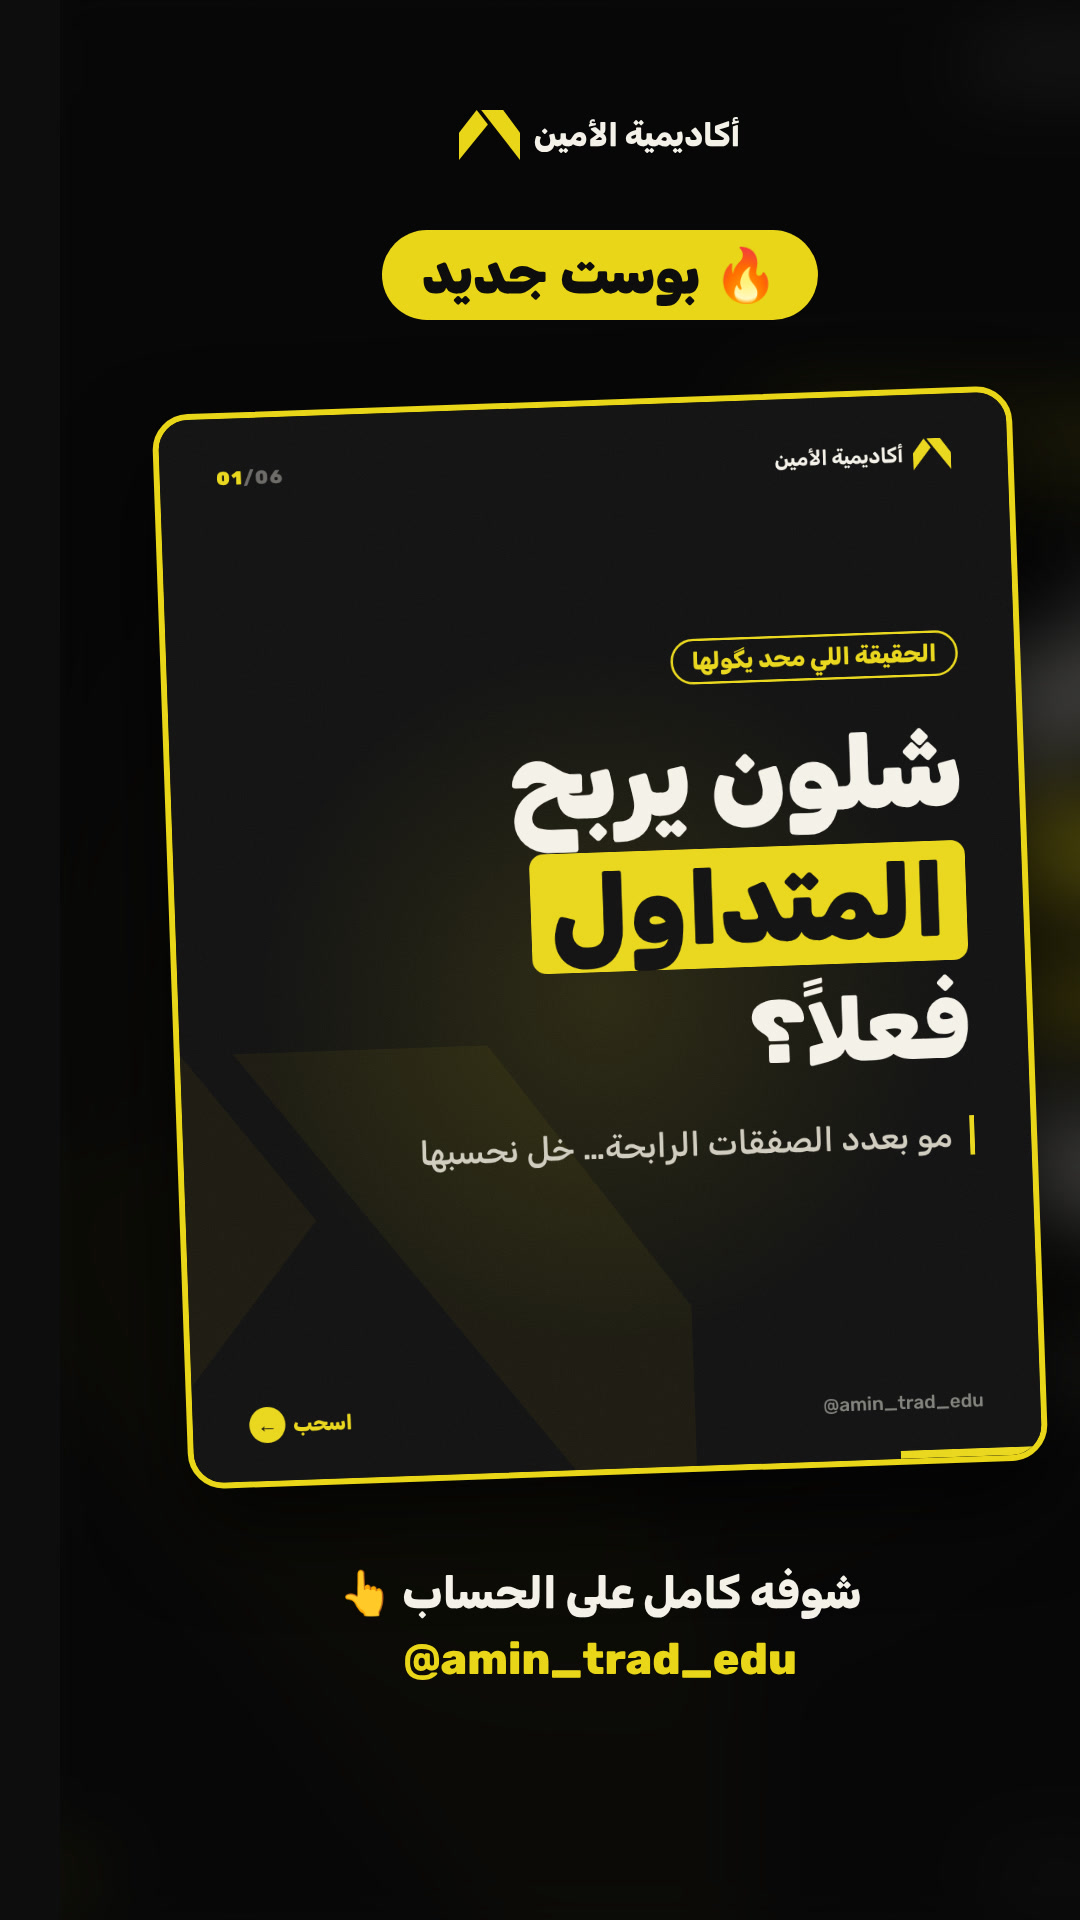 أكاديمية الأمين
🔥 بوست جديد
أكاديمية الأمين
01/06
الحقيقة اللي محد يگولها
شلون يربح
المتداول
فعلاً؟
مو بعدد الصفقات الرابحة... خل نحسبها
@amin_trad_edu
اسحب ←
شوفه كامل على الحساب 👆
@amin_trad_edu